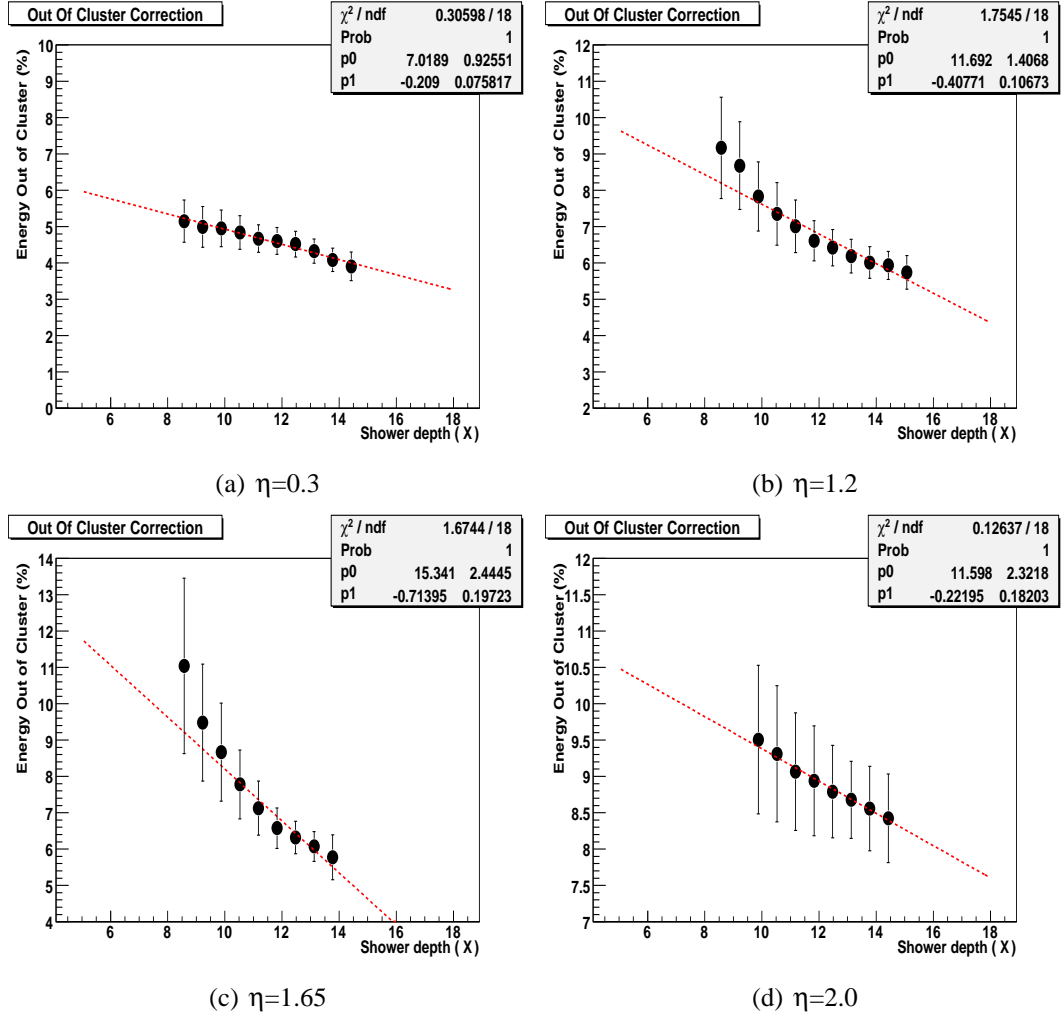 Out Of Cluster Correction
χ² / ndf 0.30598 / 18
Prob 1
p0 7.0189 0.92551
p1 -0.209 0.075817
Energy Out of Cluster (%)
10
9
8
7
6
5
4
3
2
1
0
6 8 10 12 14 16 18
Shower depth ( X )
(a) η=0.3
Out Of Cluster Correction
χ² / ndf 1.7545 / 18
Prob 1
p0 11.692 1.4068
p1 -0.40771 0.10673
Energy Out of Cluster (%)
12
11
10
9
8
7
6
5
4
3
2
6 8 10 12 14 16 18
Shower depth ( X )
(b) η=1.2
Out Of Cluster Correction
χ² / ndf 1.6744 / 18
Prob 1
p0 15.341 2.4445
p1 -0.71395 0.19723
Energy Out of Cluster (%)
14
13
12
11
10
9
8
7
6
5
4
6 8 10 12 14 16 18
Shower depth ( X )
(c) η=1.65
Out Of Cluster Correction
χ² / ndf 0.12637 / 18
Prob 1
p0 11.598 2.3218
p1 -0.22195 0.18203
Energy Out of Cluster (%)
12
11.5
11
10.5
10
9.5
9
8.5
8
7.5
7
6 8 10 12 14 16 18
Shower depth ( X )
(d) η=2.0